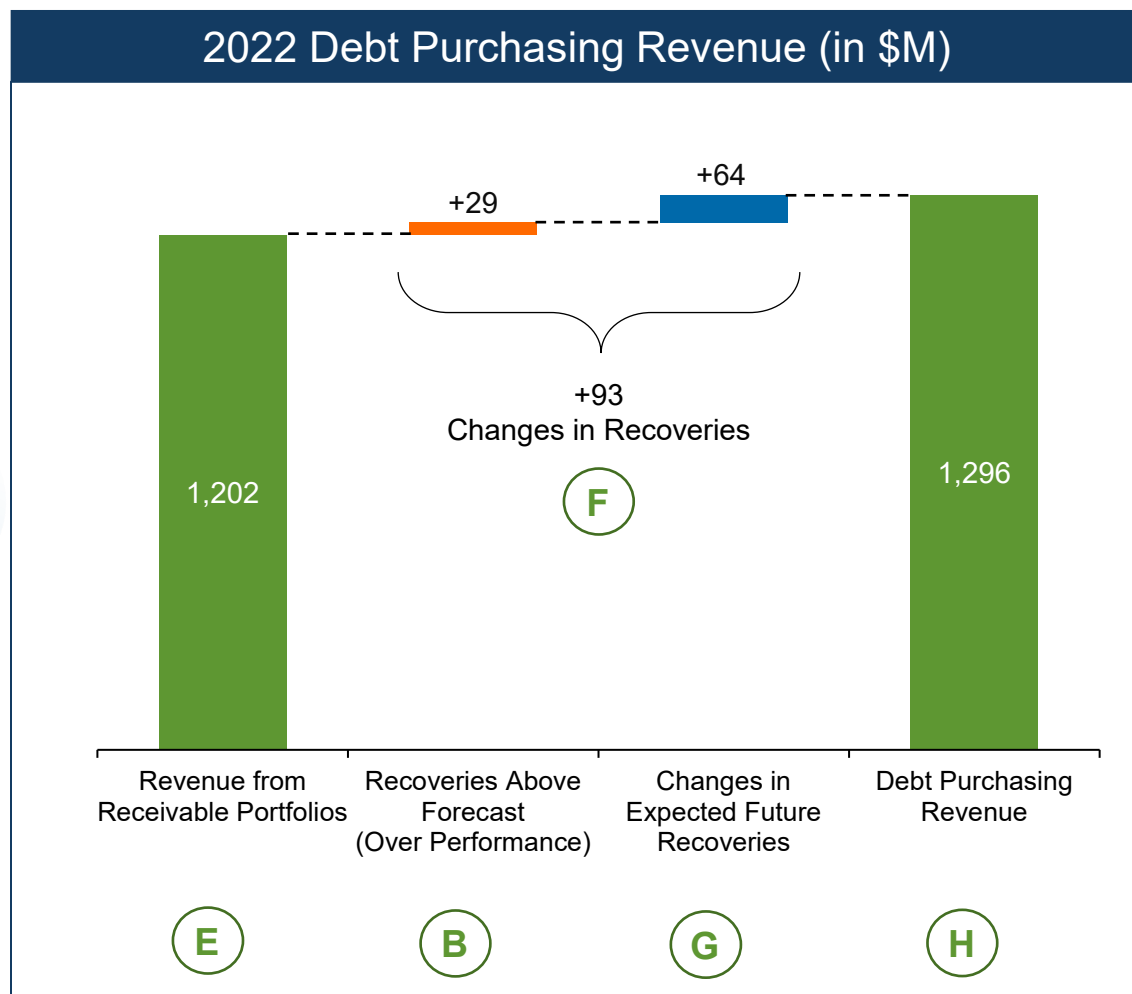 2022 Debt Purchasing Revenue (in $M)
+64
+29
+93
Changes in Recoveries
F
1,202
1,296
Revenue from
Receivable Portfolios
Recoveries Above
Forecast
(Over Performance)
Changes in
Expected Future
Recoveries
Debt Purchasing
Revenue
E
B
G
H